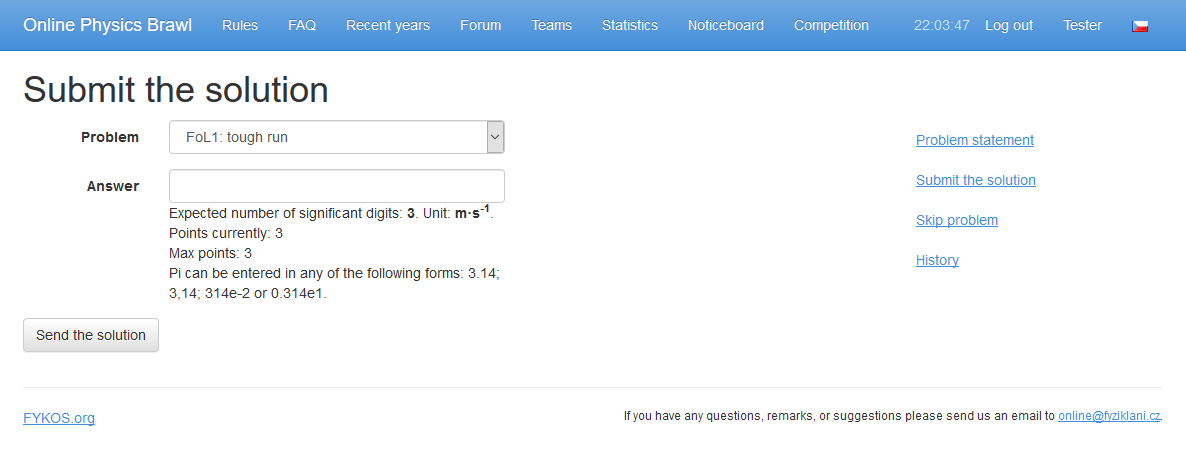 Online Physics Brawl Rules FAQ Recent years Forum Teams Statistics Noticeboard Competition 22:03:47 Log out Tester
Submit the solution
Problem FoL1: tough run
Answer
Expected number of significant digits: 3. Unit: m·s⁻¹.
Points currently: 3
Max points: 3
Pi can be entered in any of the following forms: 3.14;
3,14; 314e-2 or 0.314e1.
Send the solution
Problem statement
Submit the solution
Skip problem
History
FYKOS.org
If you have any questions, remarks, or suggestions please send us an email to online@fyziklani.cz.